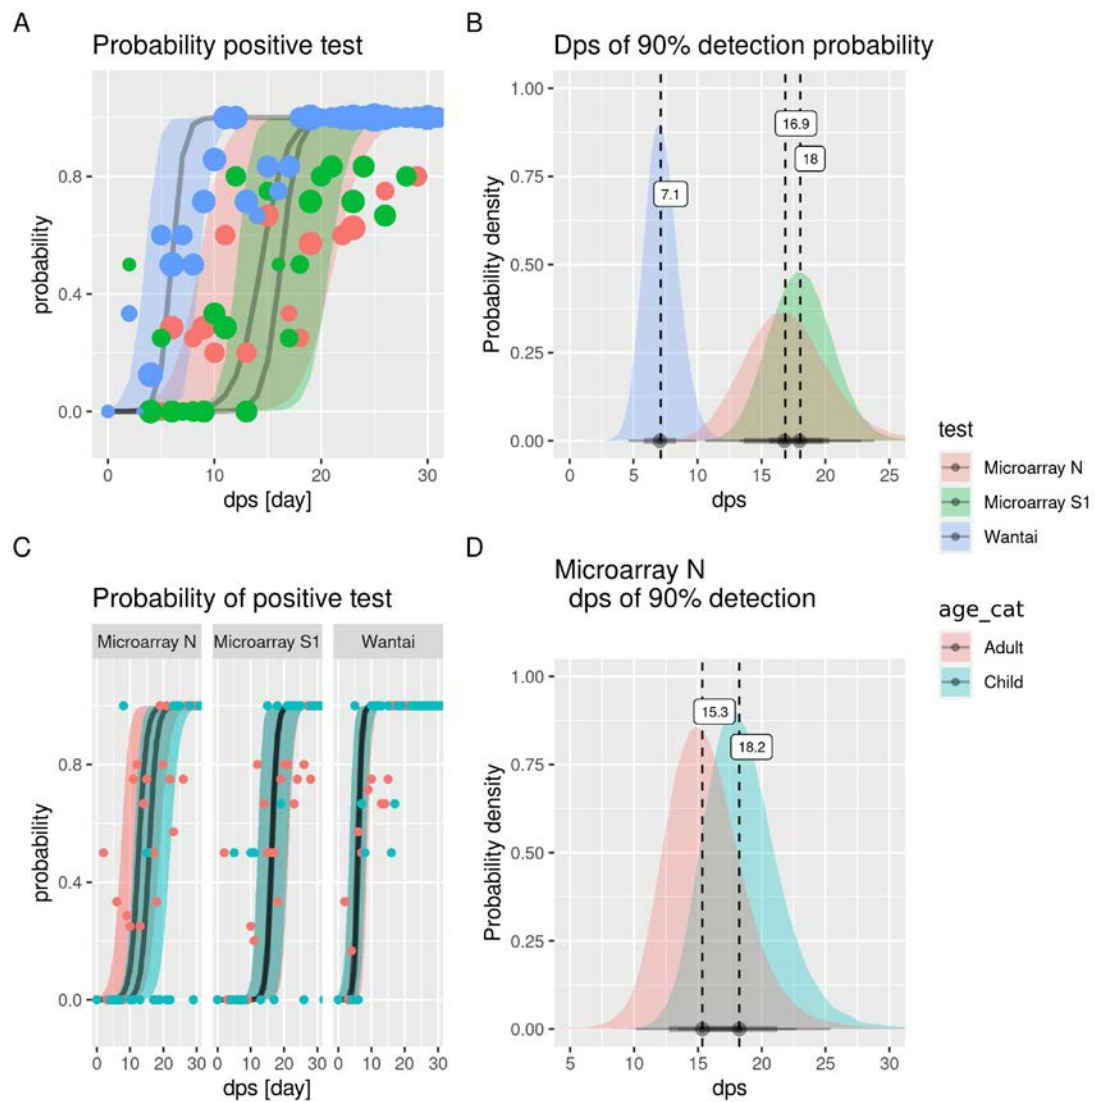 A
Probability positive test
probability
0.8
0.4
0.0
0
10
20
30
dps [day]
B
Dps of 90% detection probability
Probability density
1.00
0.75
0.50
0.25
0.00
16.9
18
7.1
0
5
10
15
20
25
dps
test
Microarray N
Microarray S1
Wantai
age_cat
Adult
Child
C
Probability of positive test
Microarray N
Microarray S1
Wantai
probability
0.8
0.4
0.0
0 10 20 30
0 10 20 30
0 10 20 30
dps [day]
D
Microarray N
dps of 90% detection
Probability density
1.00
0.75
0.50
0.25
0.00
15.3
18.2
5
10
15
20
25
30
dps